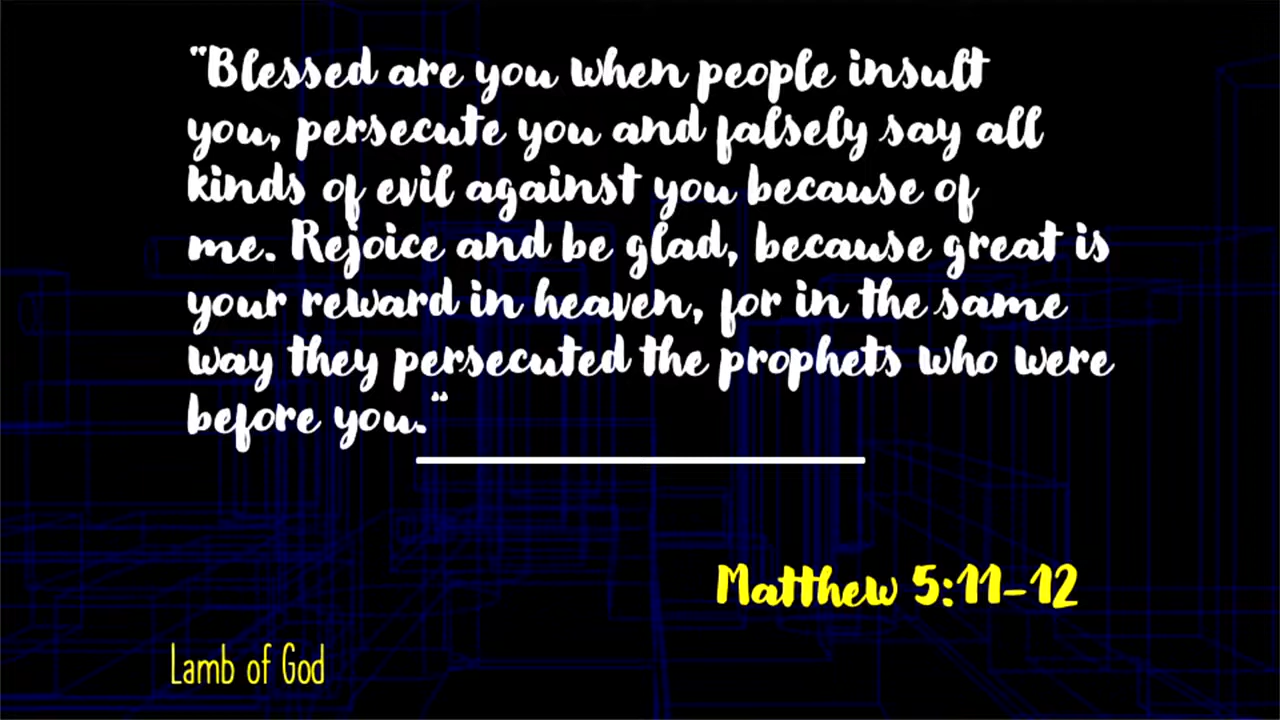 "Blessed are you when people insult
you, persecute you and falsely say all
kinds of evil against you because of
me. Rejoice and be glad, because great is
your reward in heaven, for in the same
way they persecuted the prophets who were
before you."
Matthew 5:11-12
Lamb of God